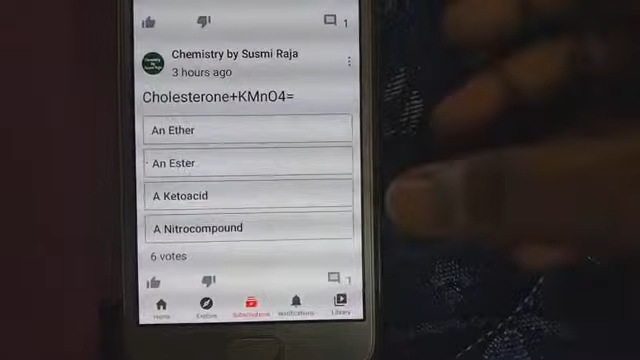 1
Chemistry by Susmi Raja
3 hours ago
Cholesterone+KMnO4=
An Ether
An Ester
A Ketoacid
A Nitrocompound
6 votes
1
Home
Explore
Subscriptions
Notifications
Library